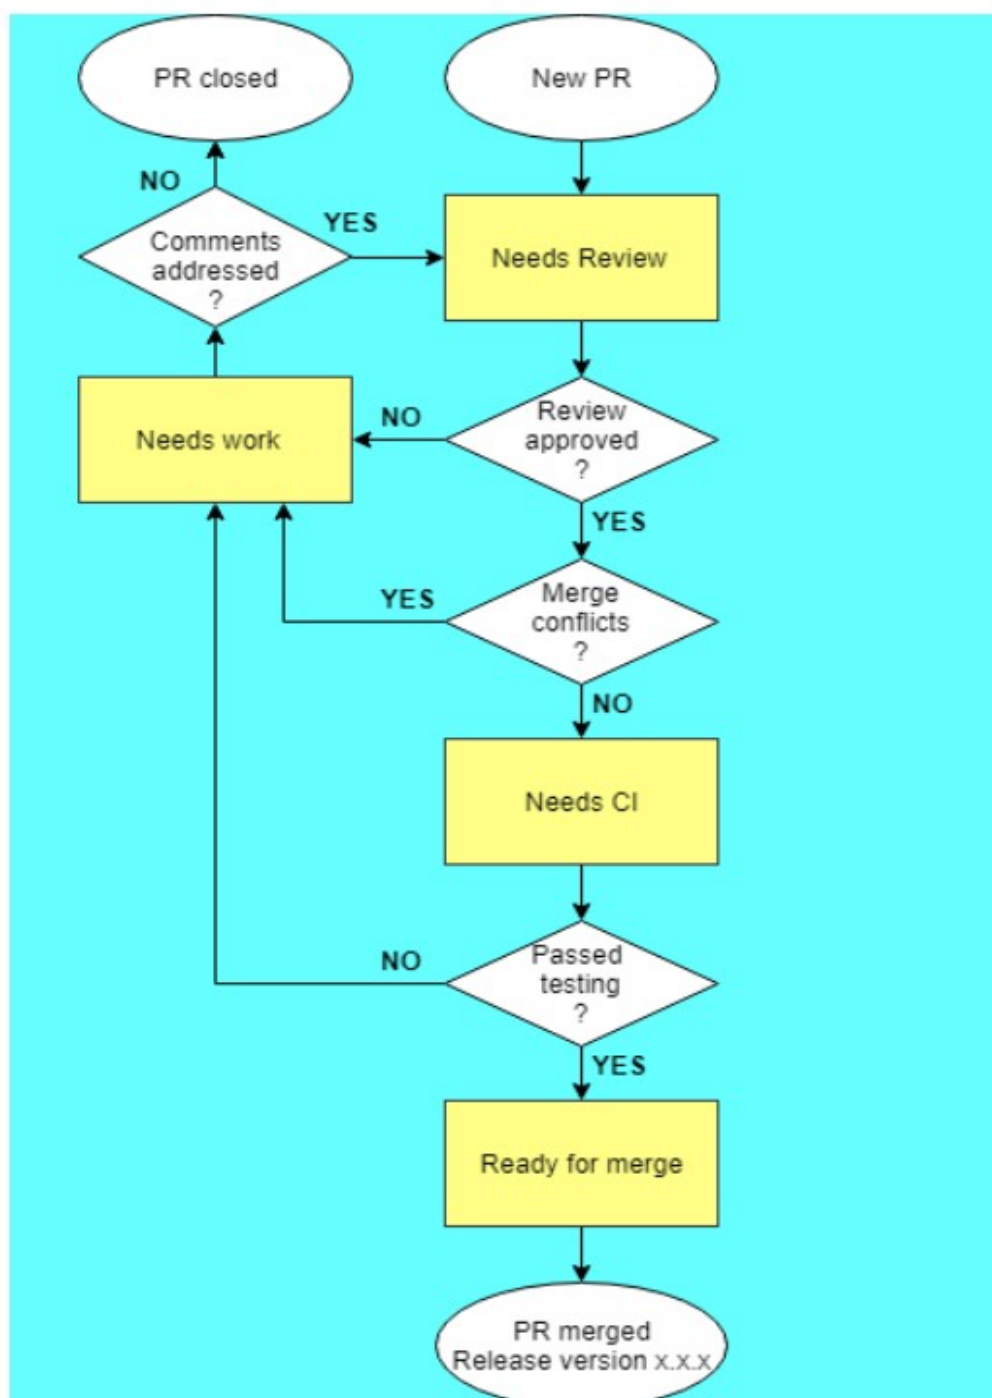 PR closed
New PR
NO
YES
Comments
addressed
?
Needs Review
Needs work
NO
Review
approved
?
YES
YES
Merge
conflicts
?
NO
Needs CI
NO
Passed
testing
?
YES
Ready for merge
PR merged
Release version x.x.x